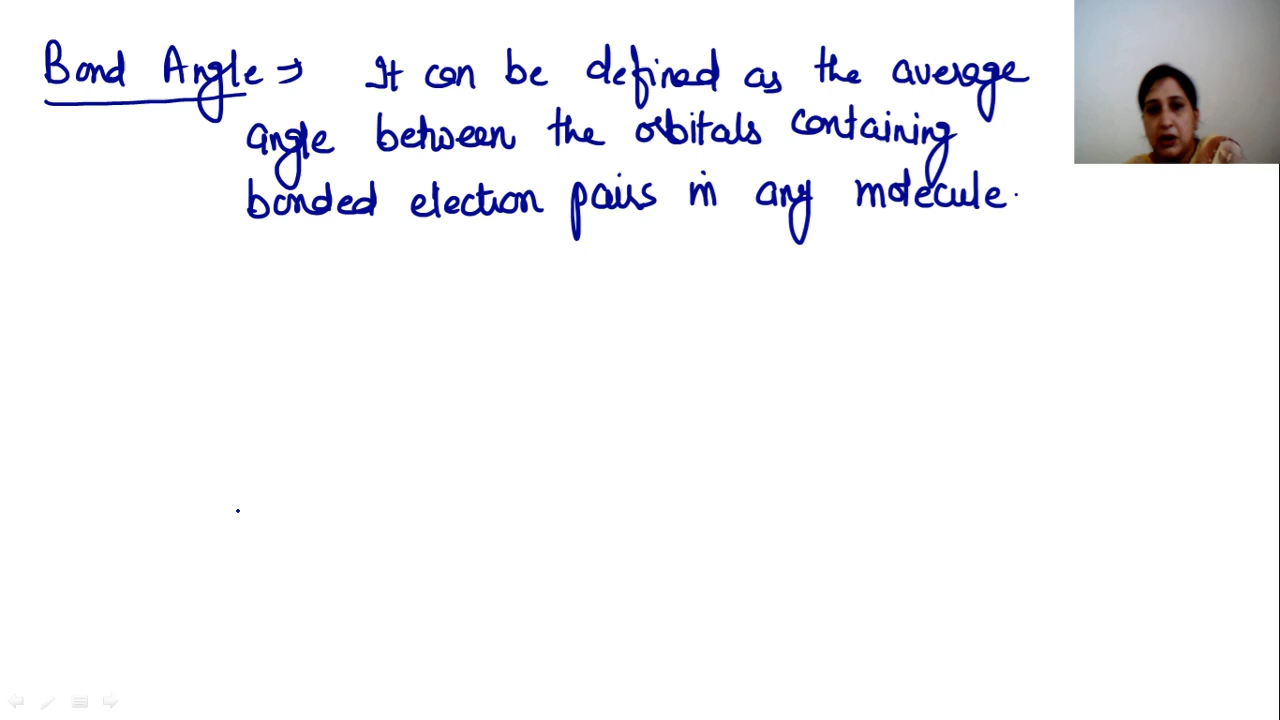 Bond Angle ⇒ It can be defined as the average
angle between the orbitals containing
bonded electron pairs in any molecule.